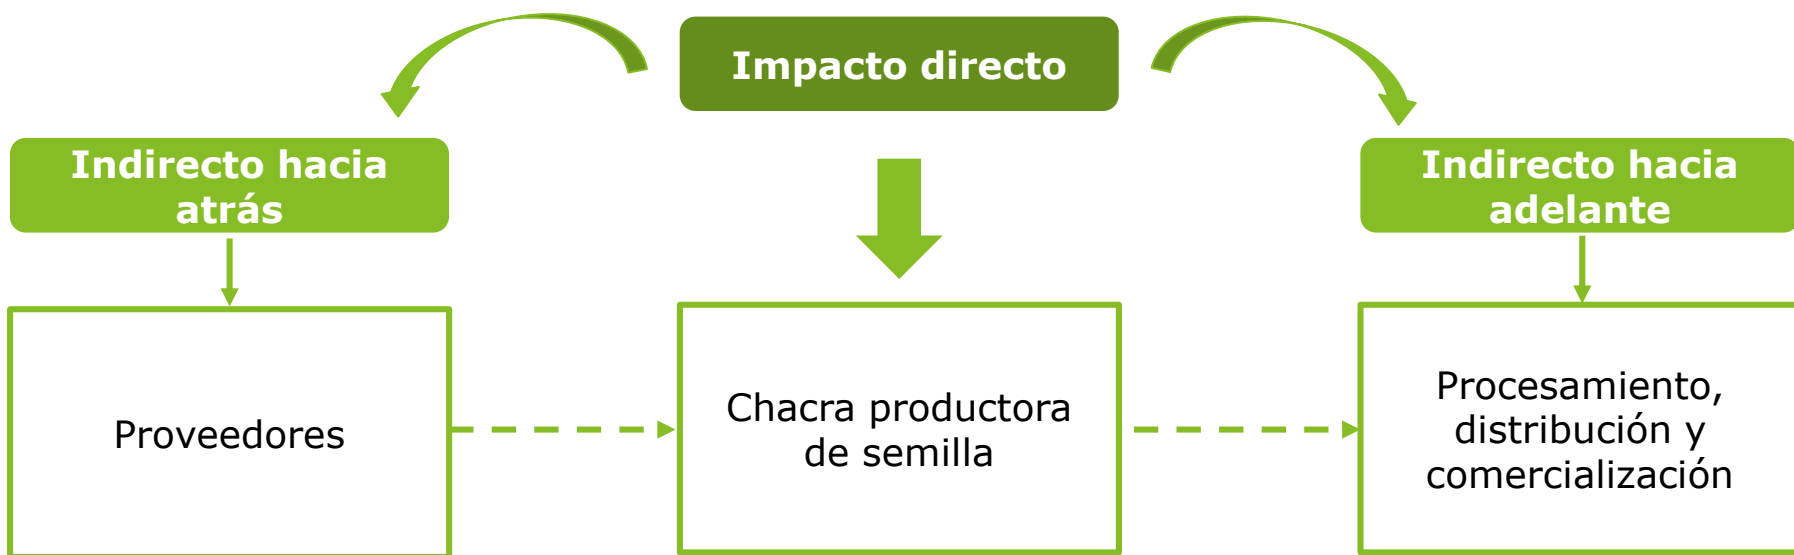 Impacto directo
Indirecto hacia
atrás
Indirecto hacia
adelante
Proveedores
Chacra productora
de semilla
Procesamiento,
distribución y
comercialización